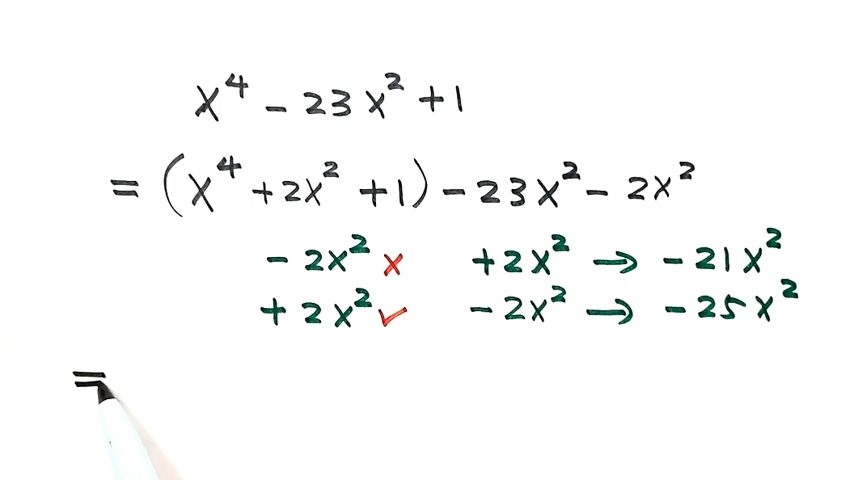 x⁴ - 23x² + 1
= (x⁴ + 2x² + 1) - 23x² - 2x²
- 2x² × + 2x² → - 21x²
+ 2x² ✓ - 2x² → - 25x²
=